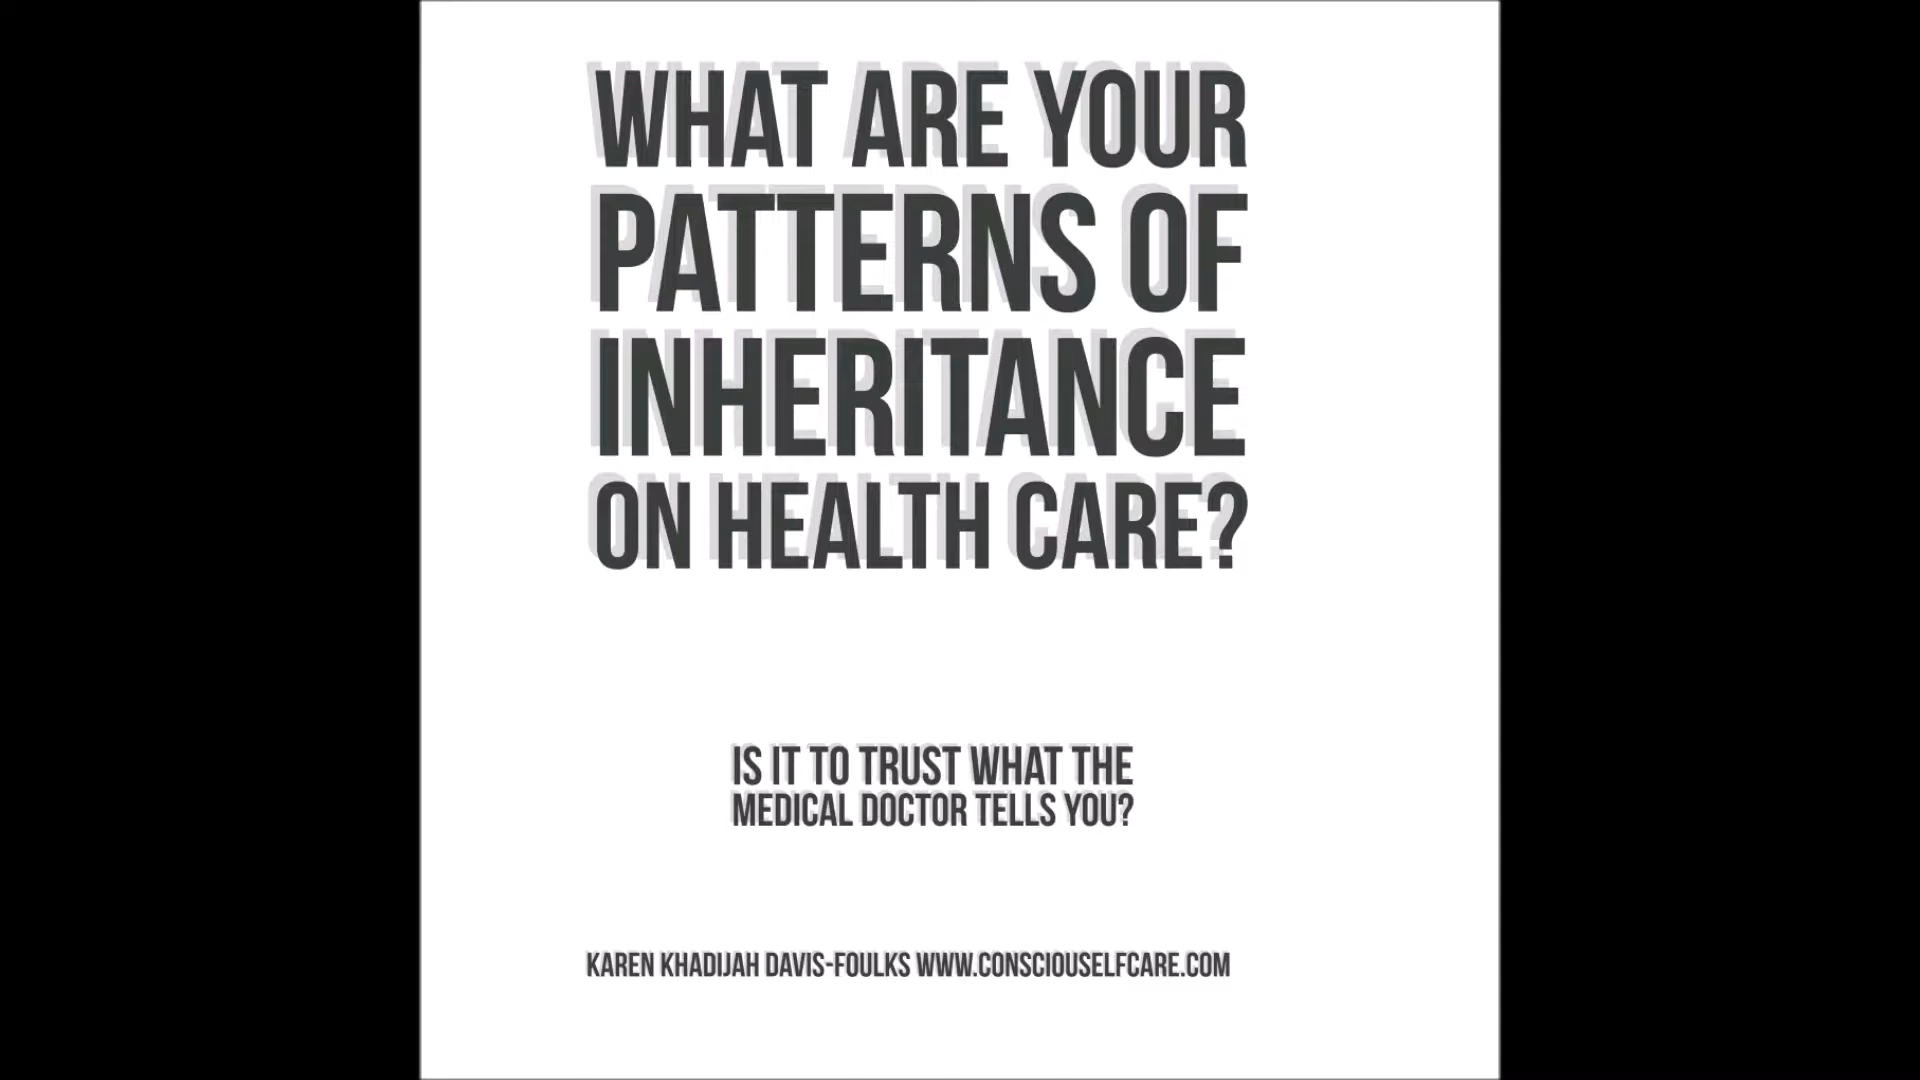 WHAT ARE YOUR
PATTERNS OF
INHERITANCE
ON HEALTH CARE?
IS IT TO TRUST WHAT THE
MEDICAL DOCTOR TELLS YOU?
KAREN KHADIJAH DAVIS-FOULKS WWW.CONSCIOUSELFCARE.COM